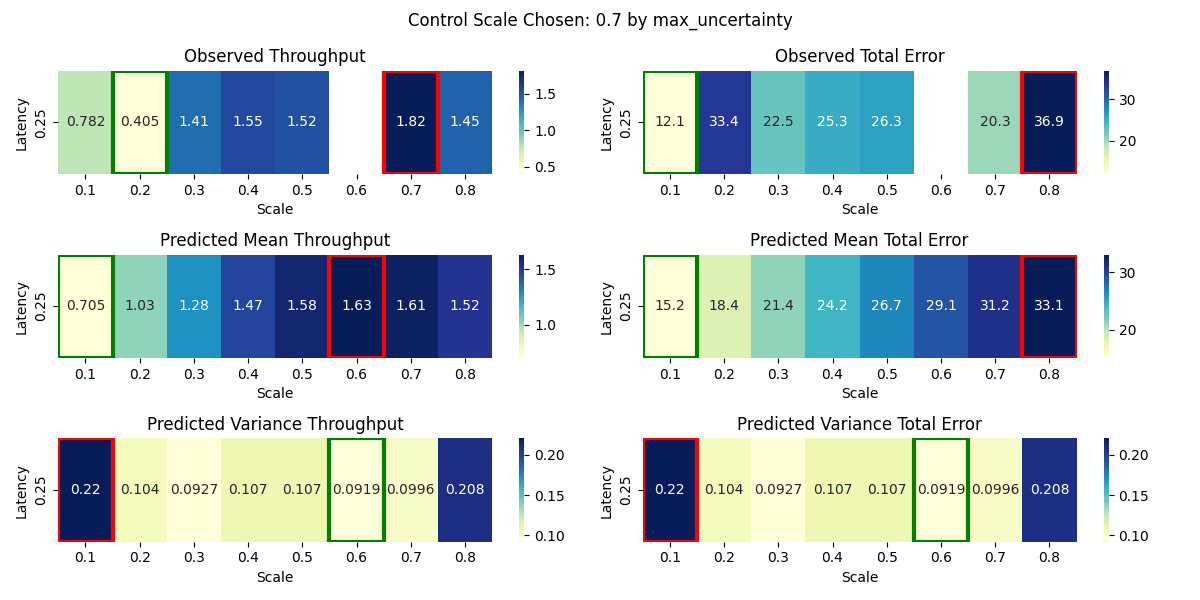 Control Scale Chosen: 0.7 by max_uncertainty
Observed Throughput
Latency
0.25
0.782 0.405 1.41 1.55 1.52 1.82 1.45
0.1 0.2 0.3 0.4 0.5 0.6 0.7 0.8
Scale
1.5
1.0
0.5
Observed Total Error
Latency
0.25
12.1 33.4 22.5 25.3 26.3 20.3 36.9
0.1 0.2 0.3 0.4 0.5 0.6 0.7 0.8
Scale
30
20
Predicted Mean Throughput
Latency
0.25
0.705 1.03 1.28 1.47 1.58 1.63 1.61 1.52
0.1 0.2 0.3 0.4 0.5 0.6 0.7 0.8
Scale
1.5
1.0
Predicted Mean Total Error
Latency
0.25
15.2 18.4 21.4 24.2 26.7 29.1 31.2 33.1
0.1 0.2 0.3 0.4 0.5 0.6 0.7 0.8
Scale
30
20
Predicted Variance Throughput
Latency
0.25
0.22 0.104 0.0927 0.107 0.107 0.0919 0.0996 0.208
0.1 0.2 0.3 0.4 0.5 0.6 0.7 0.8
Scale
0.20
0.15
0.10
Predicted Variance Total Error
Latency
0.25
0.22 0.104 0.0927 0.107 0.107 0.0919 0.0996 0.208
0.1 0.2 0.3 0.4 0.5 0.6 0.7 0.8
Scale
0.20
0.15
0.10